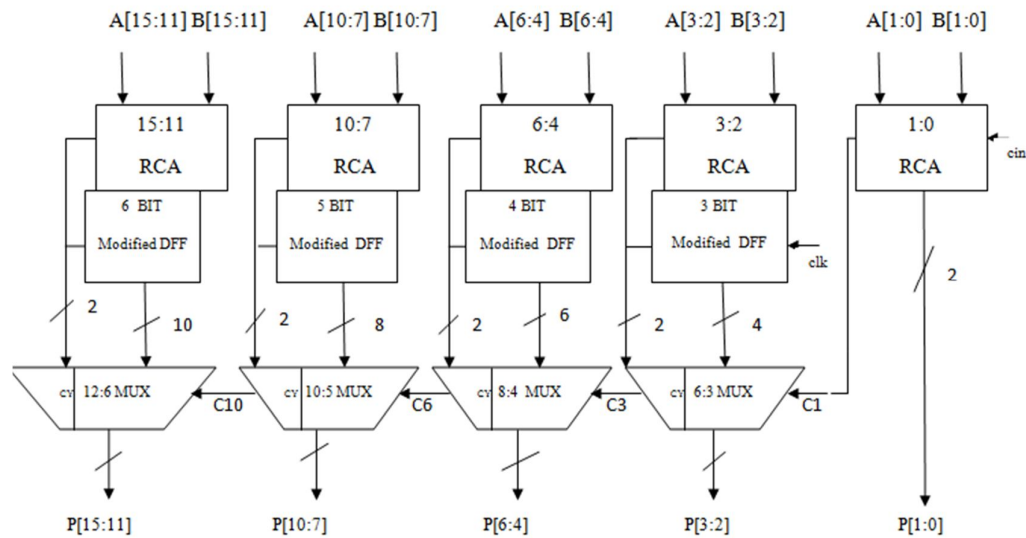 A[15:11] B[15:11] A[10:7] B[10:7] A[6:4] B[6:4] A[3:2] B[3:2] A[1:0] B[1:0]
15:11 10:7 6:4 3:2 1:0
RCA RCA RCA RCA RCA
cin
6 BIT 5 BIT 4 BIT 3 BIT
Modified DFF Modified DFF Modified DFF Modified DFF
clk
2 10 2 8 2 6 2 4 2
cy 12:6 MUX C10 cy 10:5 MUX C6 cy 8:4 MUX C3 cy 6:3 MUX C1
P[15:11] P[10:7] P[6:4] P[3:2] P[1:0]